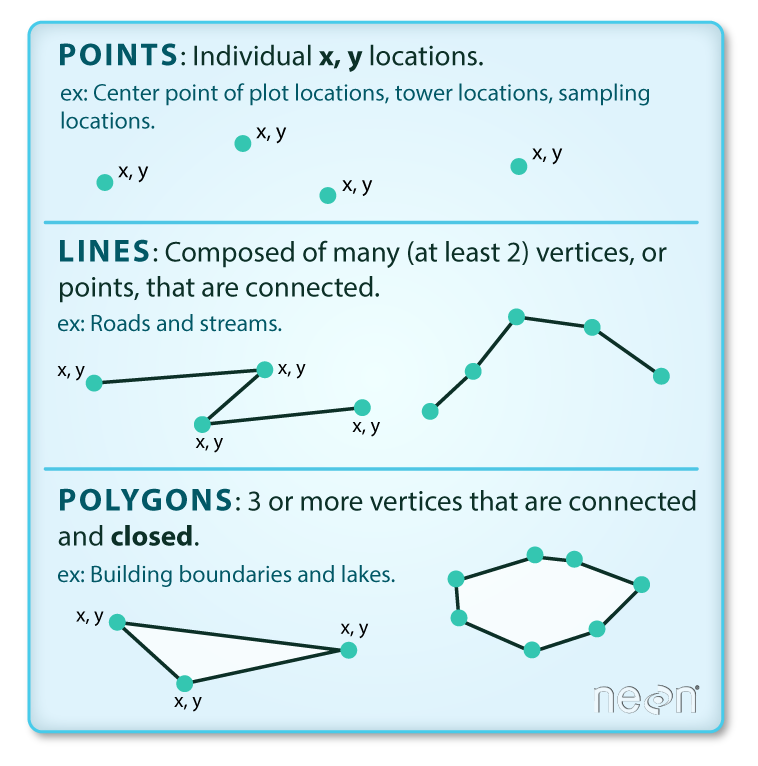 POINTS: Individual x, y locations.
ex: Center point of plot locations, tower locations, sampling
locations.
x, y
x, y
x, y
x, y
LINES: Composed of many (at least 2) vertices, or
points, that are connected.
ex: Roads and streams.
x, y
x, y
x, y
x, y
POLYGONS: 3 or more vertices that are connected
and closed.
ex: Building boundaries and lakes.
x, y
x, y
x, y
neon